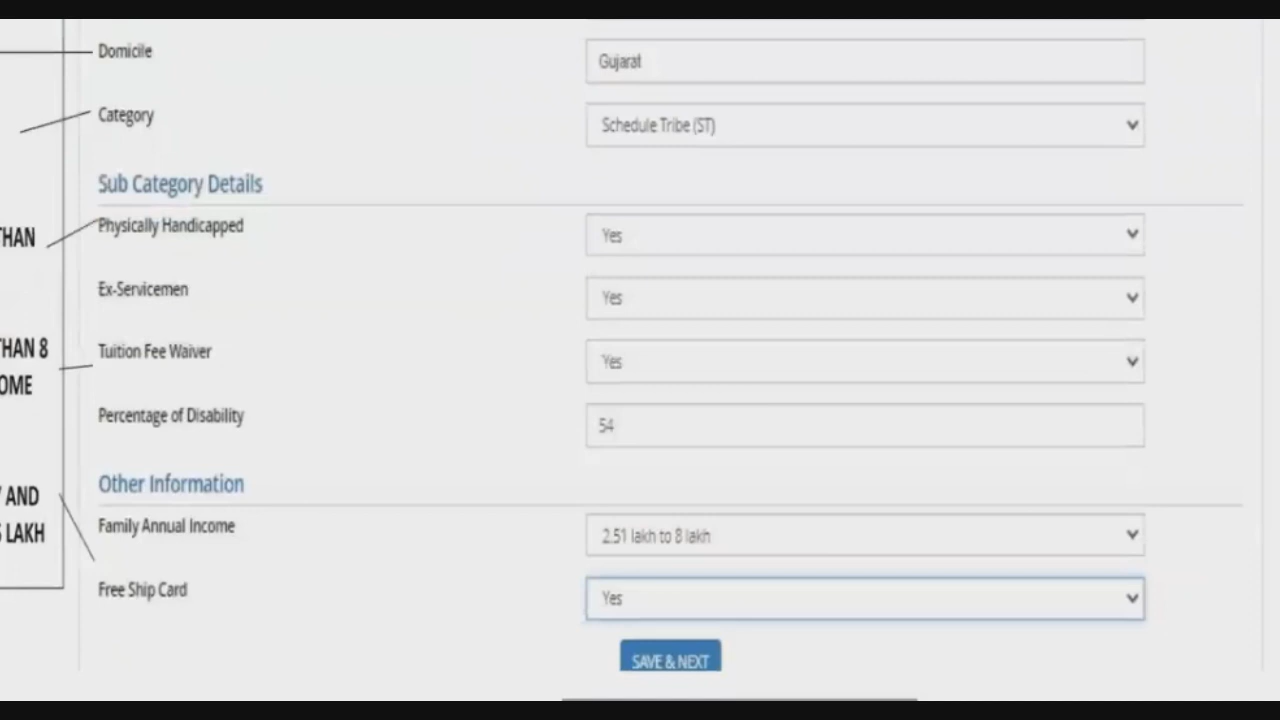 Domicile
Gujarat
Category
Schedule Tribe (ST)
Sub Category Details
THAN
Physically Handicapped
Yes
Ex-Servicemen
Yes
THAN 8
Tuition Fee Waiver
Yes
OME
Percentage of Disability
54
Other Information
AND
Family Annual Income
2.51 lakh to 8 lakh
LAKH
Free Ship Card
Yes
SAVE & NEXT